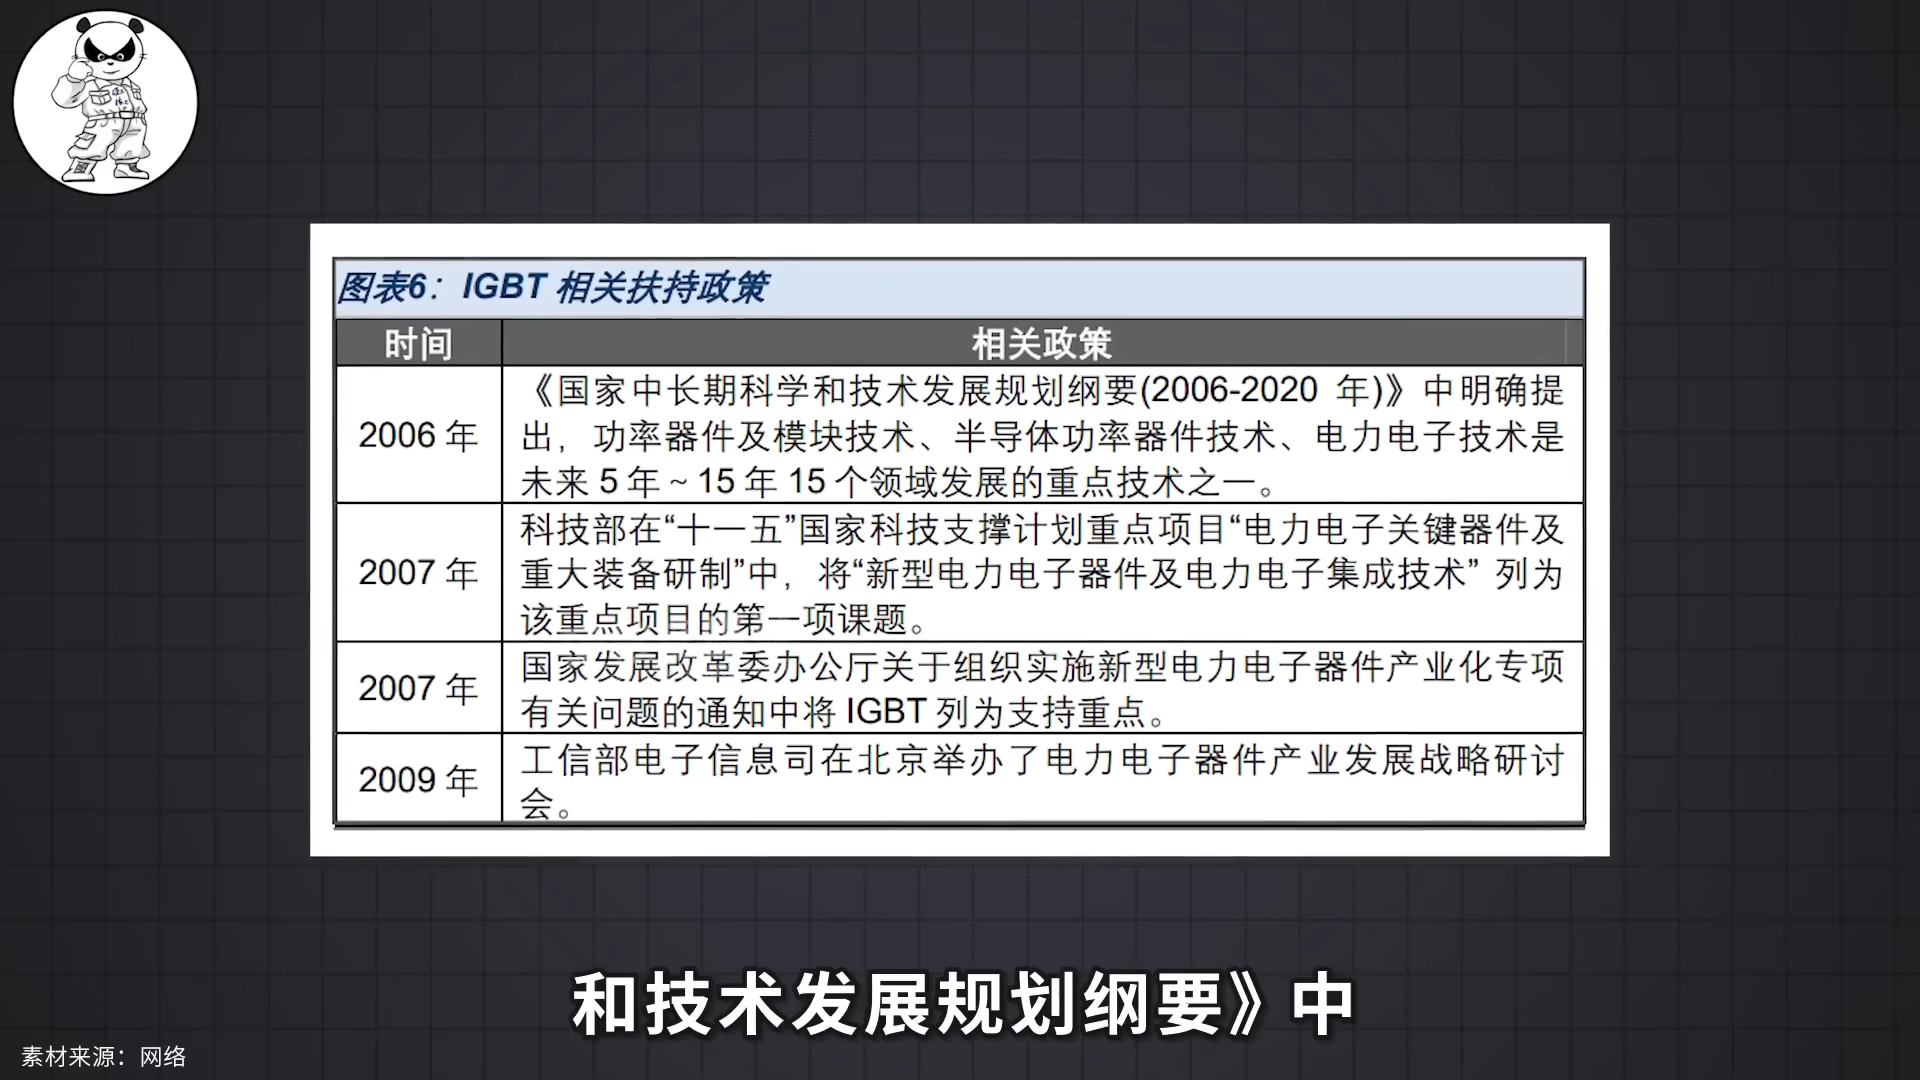 图表6：IGBT 相关扶持政策
时间
相关政策
2006 年
《国家中长期科学和技术发展规划纲要(2006-2020 年)》中明确提
出，功率器件及模块技术、半导体功率器件技术、电力电子技术是
未来 5 年 ~ 15 年 15 个领域发展的重点技术之一。
2007 年
科技部在“十一五”国家科技支撑计划重点项目“电力电子关键器件及
重大装备研制”中，将“新型电力电子器件及电力电子集成技术” 列为
该重点项目的第一项课题。
2007 年
国家发展改革委办公厅关于组织实施新型电力电子器件产业化专项
有关问题的通知中将 IGBT 列为支持重点。
2009 年
工信部电子信息司在北京举办了电力电子器件产业发展战略研讨
会。
和技术发展规划纲要》中
素材来源：网络